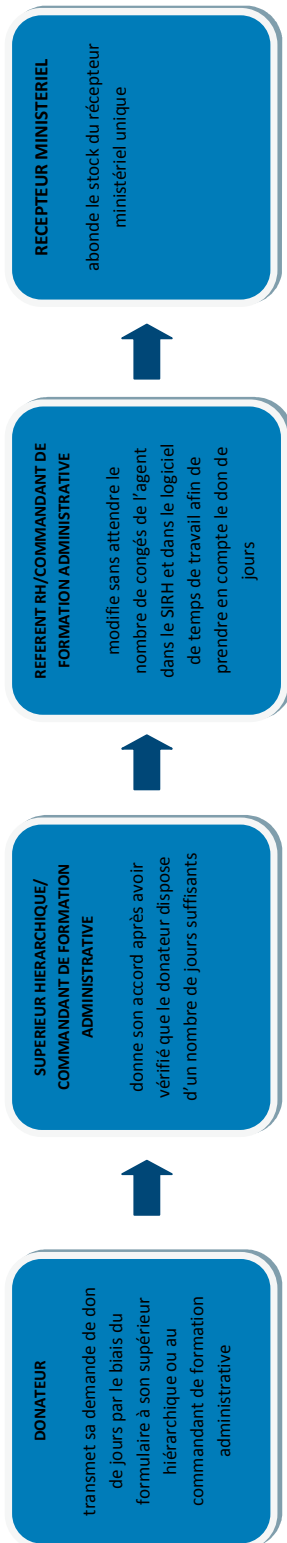 DONATEUR
transmet sa demande de don
de jours par le biais du
formulaire à son supérieur
hiérarchique ou au
commandant de formation
administrative
SUPERIEUR HIERARCHIQUE/
COMMANDANT DE FORMATION
ADMINISTRATIVE
donne son accord après avoir
vérifié que le donateur dispose
d'un nombre de jours suffisants
REFERENT RH/COMMANDANT DE
FORMATION ADMINISTRATIVE
modifie sans attendre le
nombre de congés de l'agent
dans le SIRH et dans le logiciel
de temps de travail afin de
prendre en compte le don de
jours
RECEPTEUR MINISTERIEL
abonde le stock du récepteur
ministériel unique